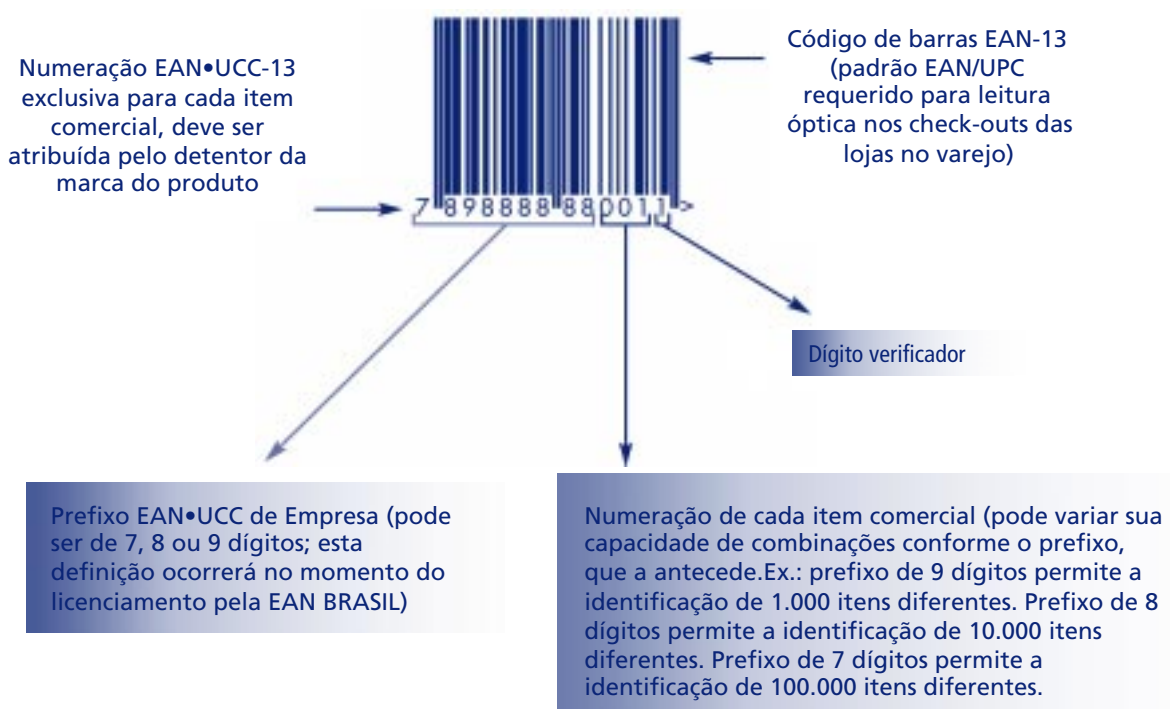 Numeração EAN•UCC-13
exclusiva para cada item
comercial, deve ser
atribuída pelo detentor da
marca do produto
Código de barras EAN-13
(padrão EAN/UPC
requerido para leitura
óptica nos check-outs das
lojas no varejo)
7 898888 880011 >
Dígito verificador
Prefixo EAN•UCC de Empresa (pode
ser de 7, 8 ou 9 dígitos; esta
definição ocorrerá no momento do
licenciamento pela EAN BRASIL)
Numeração de cada item comercial (pode variar sua
capacidade de combinações conforme o prefixo,
que a antecede.Ex.: prefixo de 9 dígitos permite a
identificação de 1.000 itens diferentes. Prefixo de 8
dígitos permite a identificação de 10.000 itens
diferentes. Prefixo de 7 dígitos permite a
identificação de 100.000 itens diferentes.